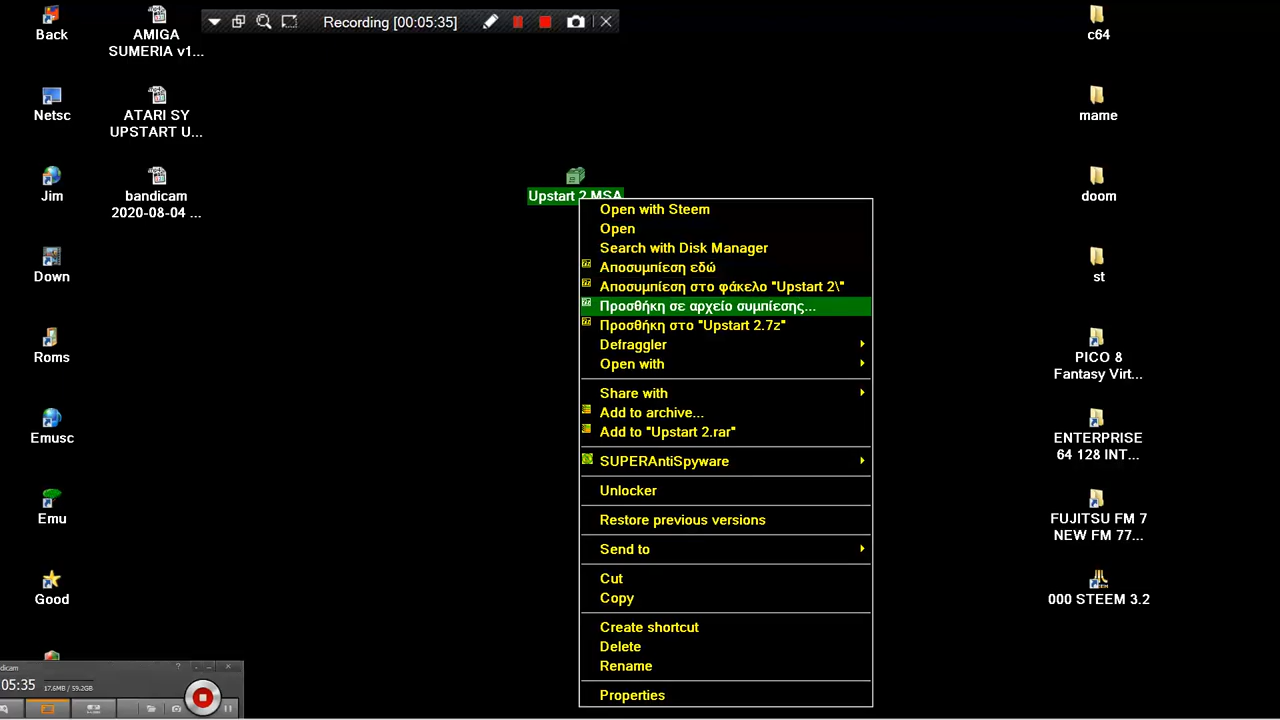 Recording [00:05:35]
Back
AMIGA
SUMERIA v1...
Netsc
ATARI SY
UPSTART U...
Jim
bandicam
2020-08-04 ...
Down
Roms
Emusc
Emu
Good
Upstart 2.MSA
Open with Steem
Open
Search with Disk Manager
Αποσυμπίεση εδώ
Αποσυμπίεση στο φάκελο "Upstart 2\"
Προσθήκη σε αρχείο συμπίεσης...
Προσθήκη στο "Upstart 2.7z"
Defraggler
Open with
Share with
Add to archive...
Add to "Upstart 2.rar"
SUPERAntiSpyware
Unlocker
Restore previous versions
Send to
Cut
Copy
Create shortcut
Delete
Rename
Properties
c64
mame
doom
st
PICO 8
Fantasy Virt...
ENTERPRISE
64 128 INT...
FUJITSU FM 7
NEW FM 77...
000 STEEM 3.2
dicam
?
05:35
17.6MB / 59.2GB